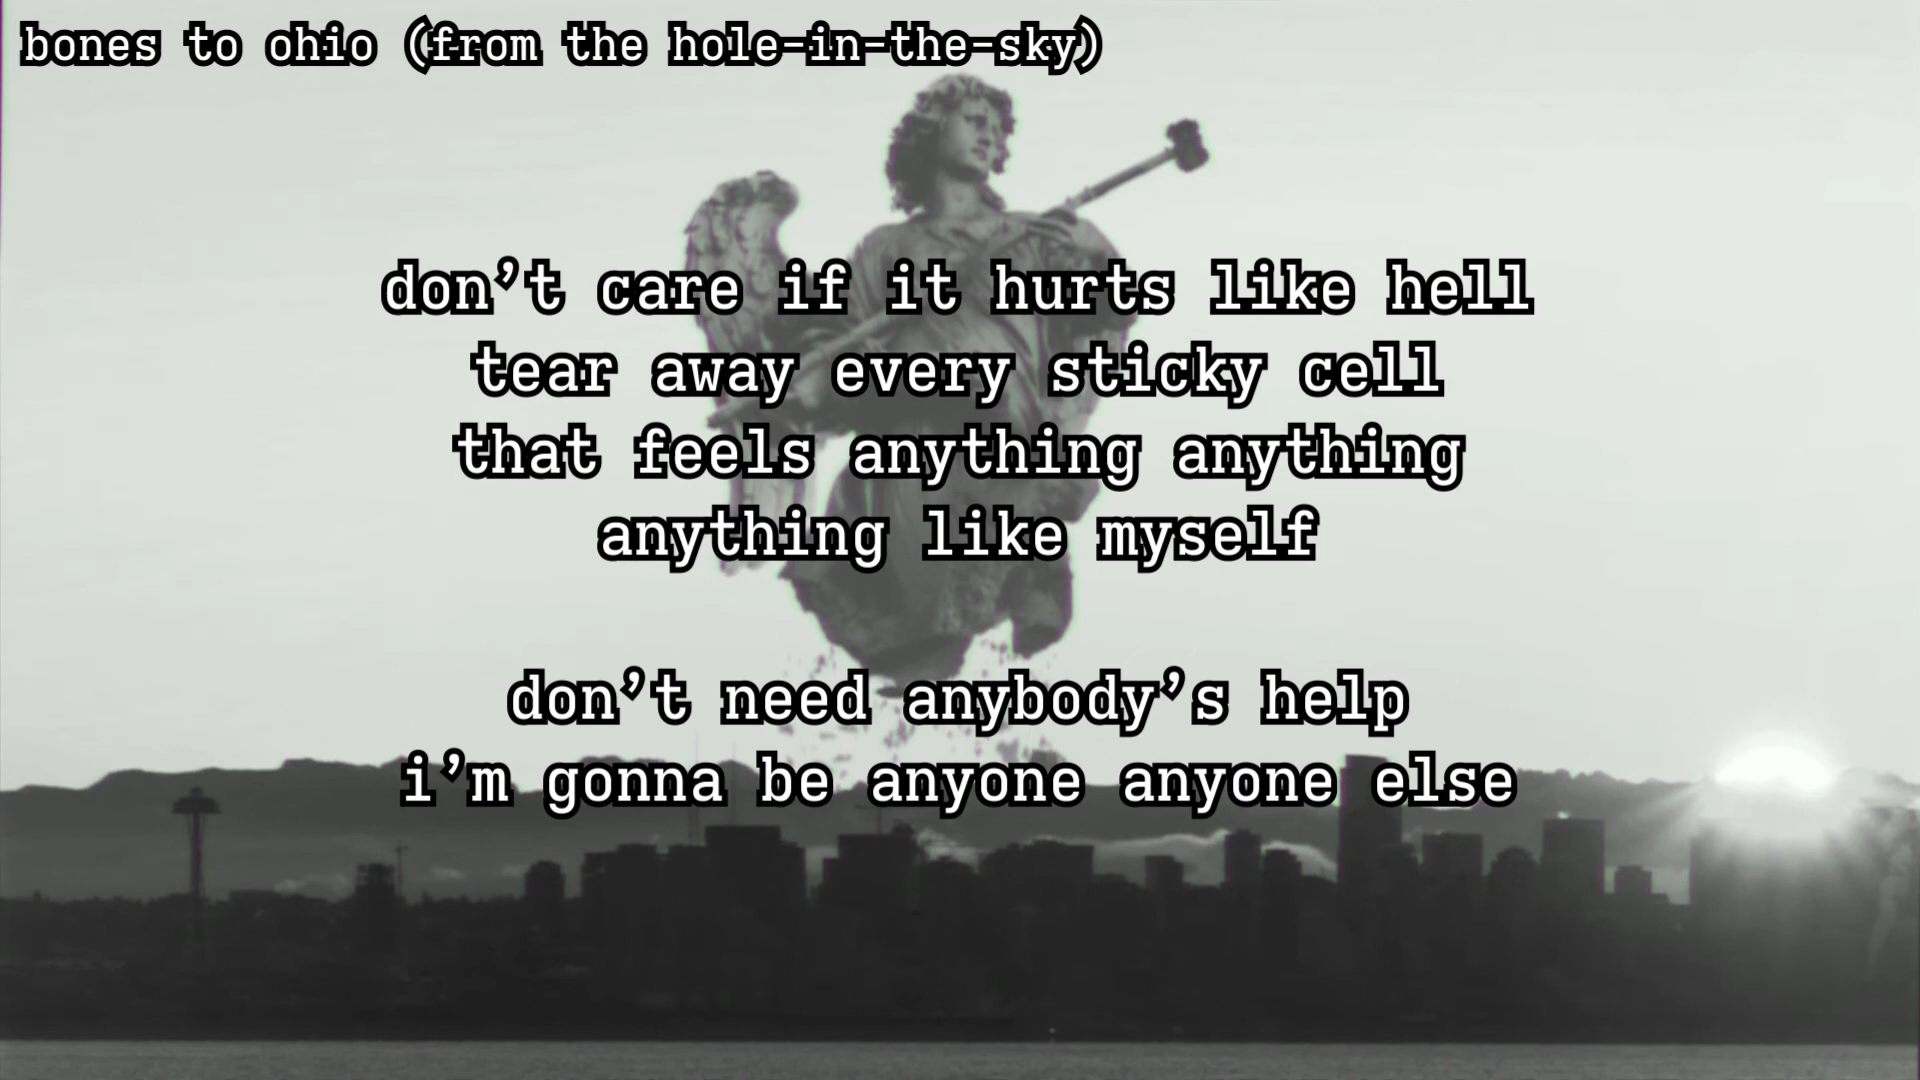 bones to ohio (from the hole-in-the-sky)
don’t care if it hurts like hell
tear away every sticky cell
that feels anything anything
anything like myself
don’t need anybody’s help
i’m gonna be anyone anyone else